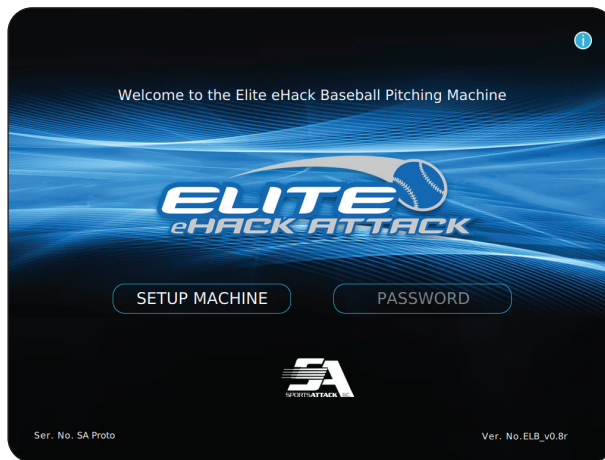 i
Welcome to the Elite eHack Baseball Pitching Machine
ELITE
eHACK ATTACK
SETUP MACHINE
PASSWORD
SA
SPORTSATTACK
Ser. No. SA Proto
Ver. No.ELB_v0.8r